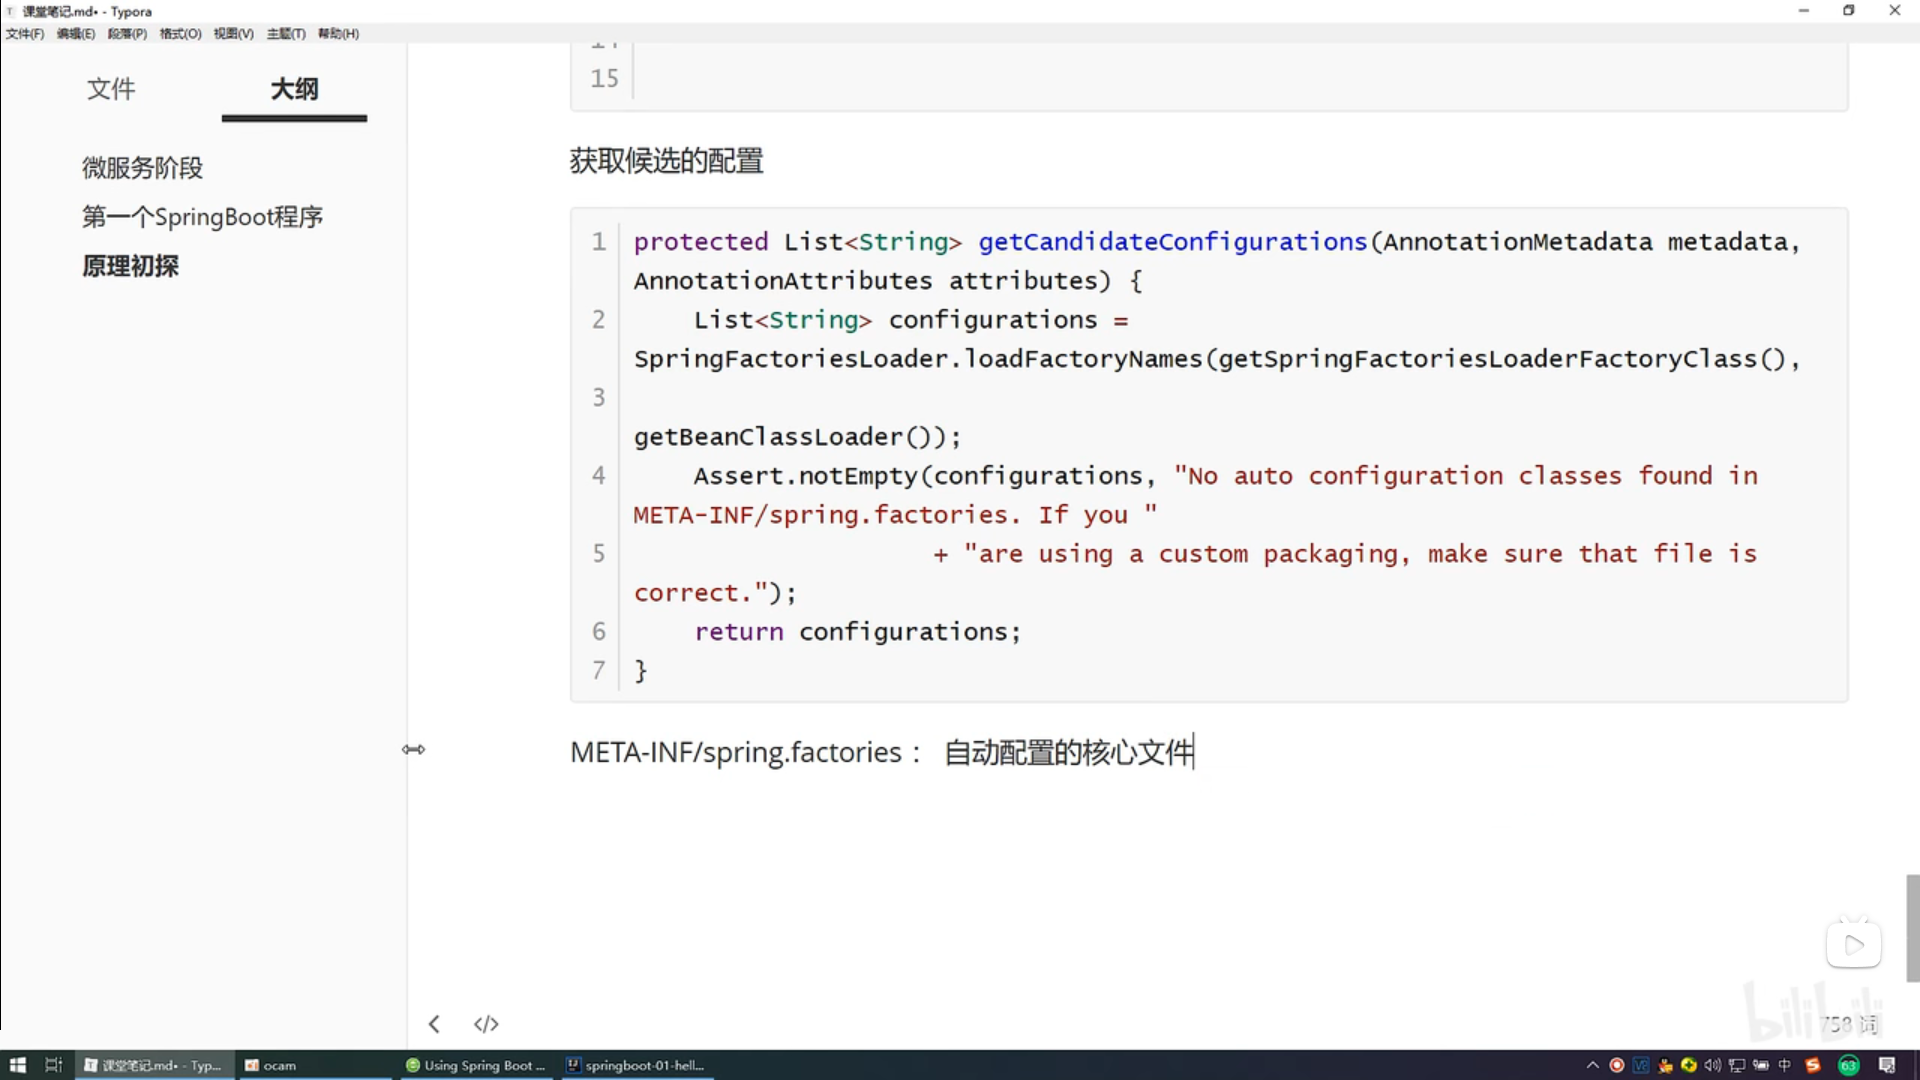 课堂笔记.md• - Typora
文件(F) 编辑(E) 段落(P) 格式(O) 视图(V) 主题(T) 帮助(H)
文件 大纲
微服务阶段
第一个SpringBoot程序
原理初探
14
15
获取候选的配置
1 protected List<String> getCandidateConfigurations(AnnotationMetadata metadata,
AnnotationAttributes attributes) {
2 List<String> configurations =
SpringFactoriesLoader.loadFactoryNames(getSpringFactoriesLoaderFactoryClass(),
3
getBeanClassLoader());
4 Assert.notEmpty(configurations, "No auto configuration classes found in
META-INF/spring.factories. If you "
5 + "are using a custom packaging, make sure that file is
correct.");
6 return configurations;
7 }
META-INF/spring.factories： 自动配置的核心文件
bilibili
758 词
课堂笔记.md• - Typ... ocam Using Spring Boot ... springboot-01-hell... 中 63